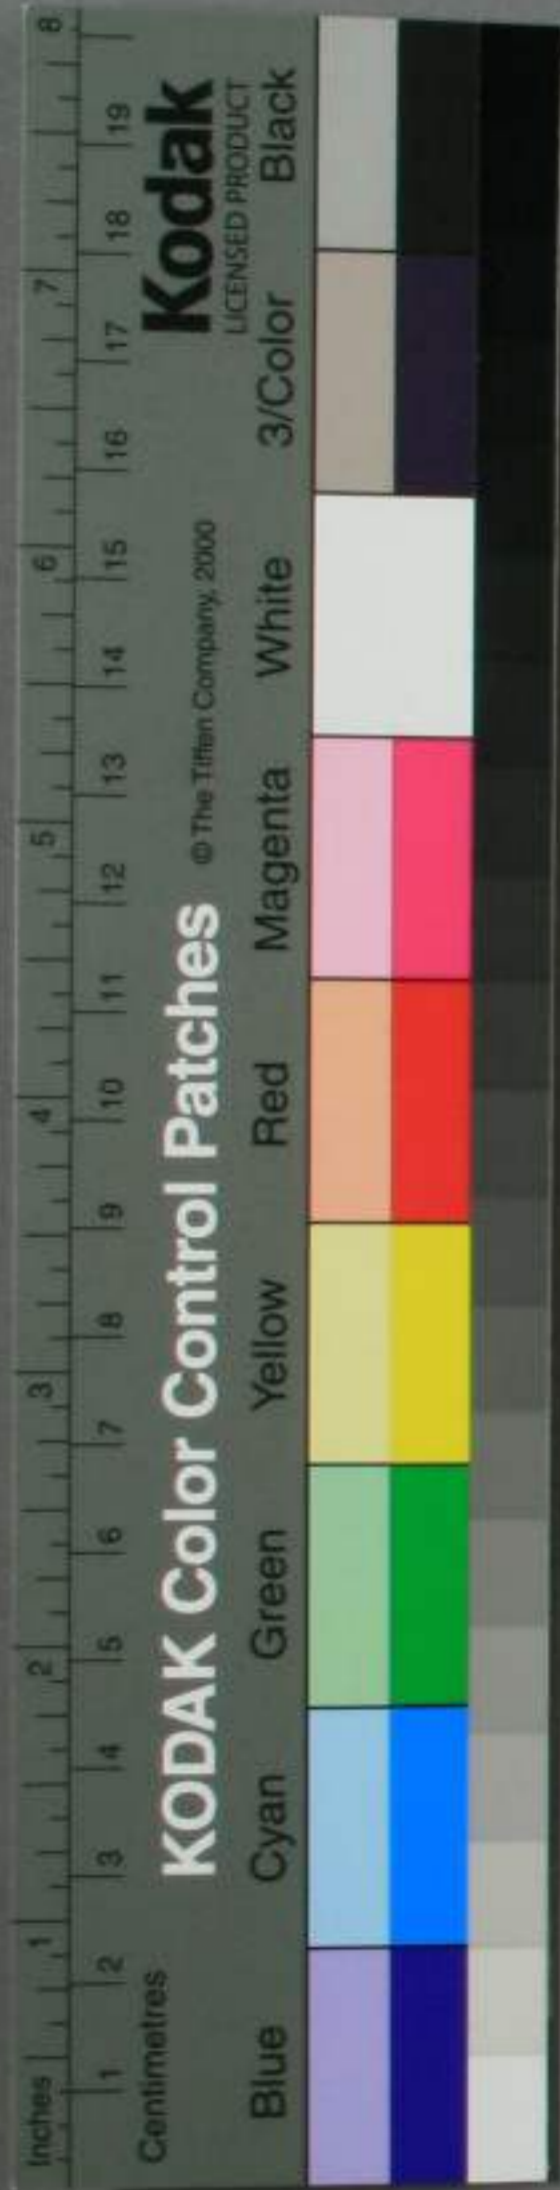 Inches 1 2 3 4 5 6 7 8
Centimetres 1 2 3 4 5 6 7 8 9 10 11 12 13 14 15 16 17 18 19
KODAK Color Control Patches © The Tiffen Company, 2000 Kodak
LICENSED PRODUCT
Blue Cyan Green Yellow Red Magenta White 3/Color Black